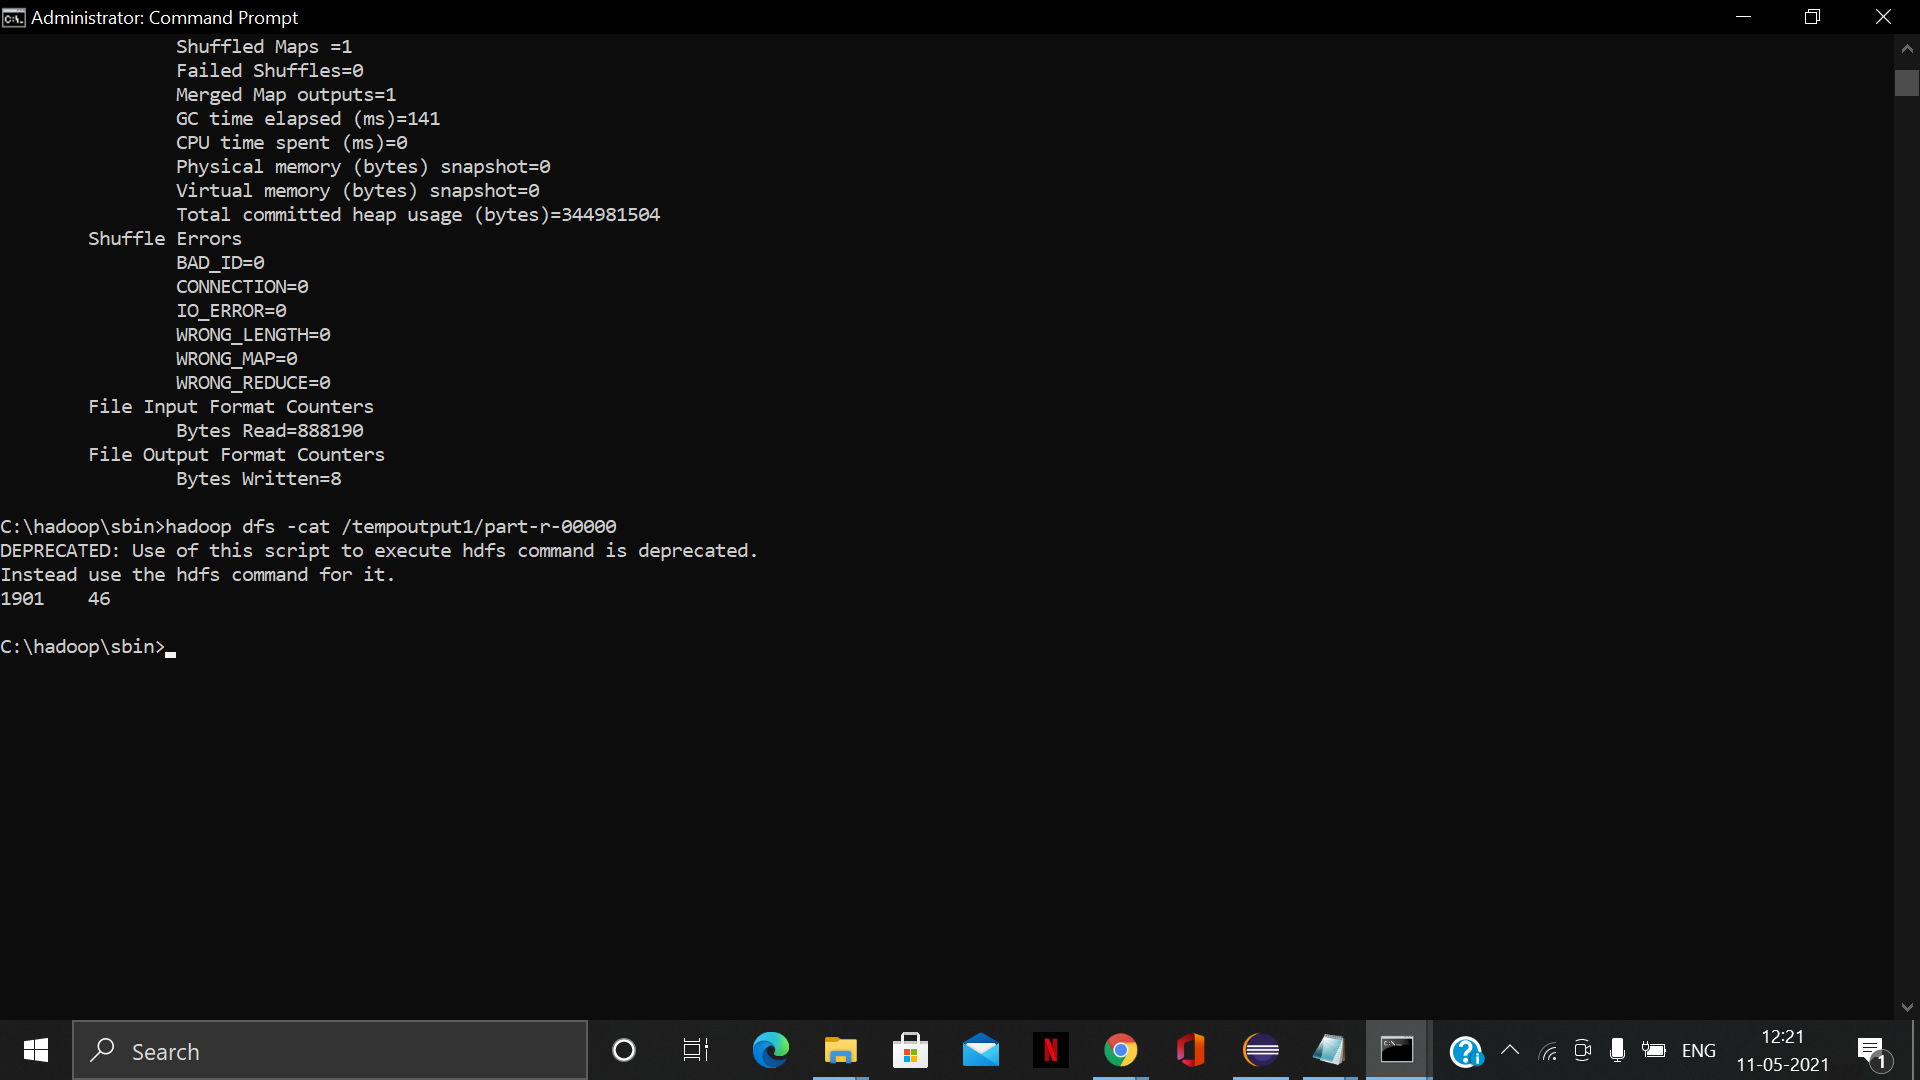 Administrator: Command Prompt
Shuffled Maps =1
Failed Shuffles=0
Merged Map outputs=1
GC time elapsed (ms)=141
CPU time spent (ms)=0
Physical memory (bytes) snapshot=0
Virtual memory (bytes) snapshot=0
Total committed heap usage (bytes)=344981504
Shuffle Errors
BAD_ID=0
CONNECTION=0
IO_ERROR=0
WRONG_LENGTH=0
WRONG_MAP=0
WRONG_REDUCE=0
File Input Format Counters
Bytes Read=888190
File Output Format Counters
Bytes Written=8
C:\hadoop\sbin>hadoop dfs -cat /tempoutput1/part-r-00000
DEPRECATED: Use of this script to execute hdfs command is deprecated.
Instead use the hdfs command for it.
1901    46
C:\hadoop\sbin>
Search
N
ENG
12:21
11-05-2021
1